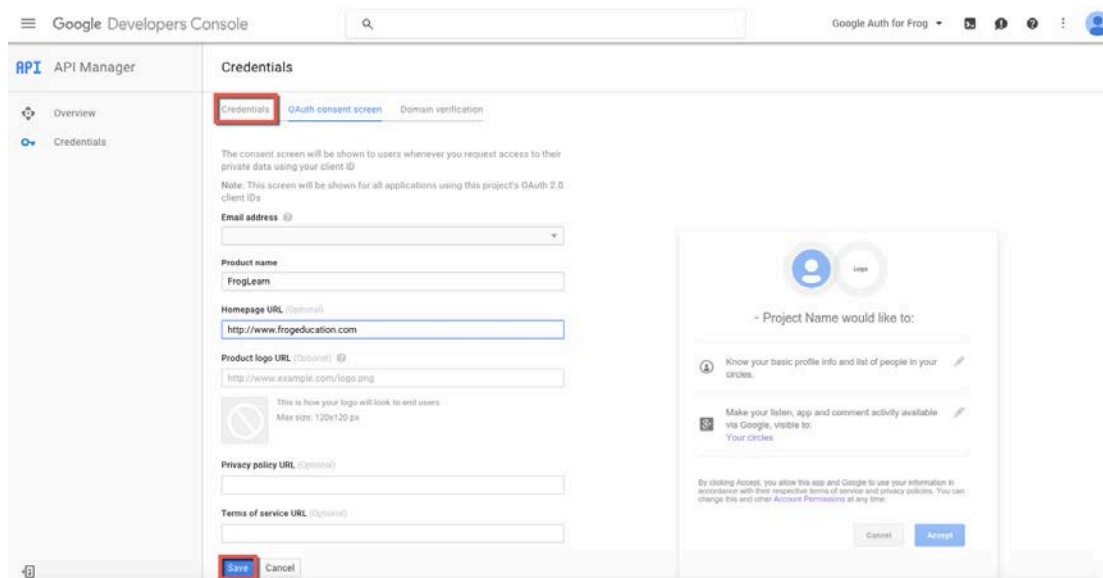 Google Developers Console
Google Auth for Frog
API API Manager
Credentials
Overview
Credentials
Credentials OAuth consent screen Domain verification
The consent screen will be shown to users whenever you request access to their
private data using your client ID
Note: This screen will be shown for all applications using this project's OAuth 2.0
client IDs
Email address
Product name
FrogLearn
Homepage URL (Optional)
http://www.frogeducation.com
Product logo URL (Optional)
http://www.example.com/logo.png
This is how your logo will look to end users
Max size: 120x120 px
Privacy policy URL (Optional)
Terms of service URL (Optional)
Save Cancel
Logo
- Project Name would like to:
Know your basic profile info and list of people in your
circles.
Make your listen, app and comment activity available
via Google, visible to:
Your circles
By clicking Accept, you allow this app and Google to use your information in
accordance with their respective terms of service and privacy policies. You can
change this and other Account Permissions at any time.
Cancel Accept